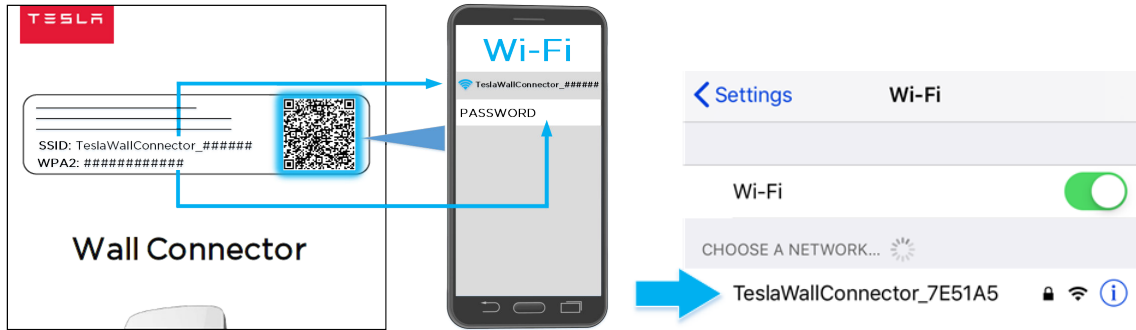 TESLA
SSID: TeslaWallConnector_######
WPA2: ############
Wall Connector
Wi-Fi
TeslaWallConnector_######
PASSWORD
Settings
Wi-Fi
Wi-Fi
CHOOSE A NETWORK...
TeslaWallConnector_7E51A5